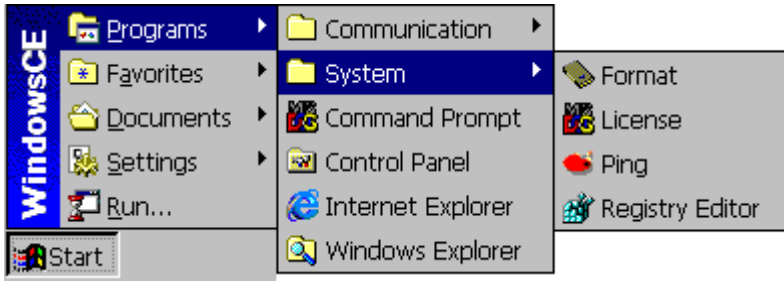 WindowsCE
Programs
Favorites
Documents
Settings
Run...
Start
Communication
System
Command Prompt
Control Panel
Internet Explorer
Windows Explorer
Format
License
Ping
Registry Editor